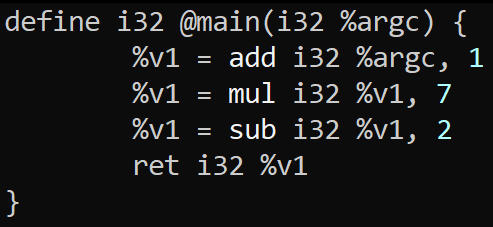 define i32 @main(i32 %argc) {
        %v1 = add i32 %argc, 1
        %v1 = mul i32 %v1, 7
        %v1 = sub i32 %v1, 2
        ret i32 %v1
}